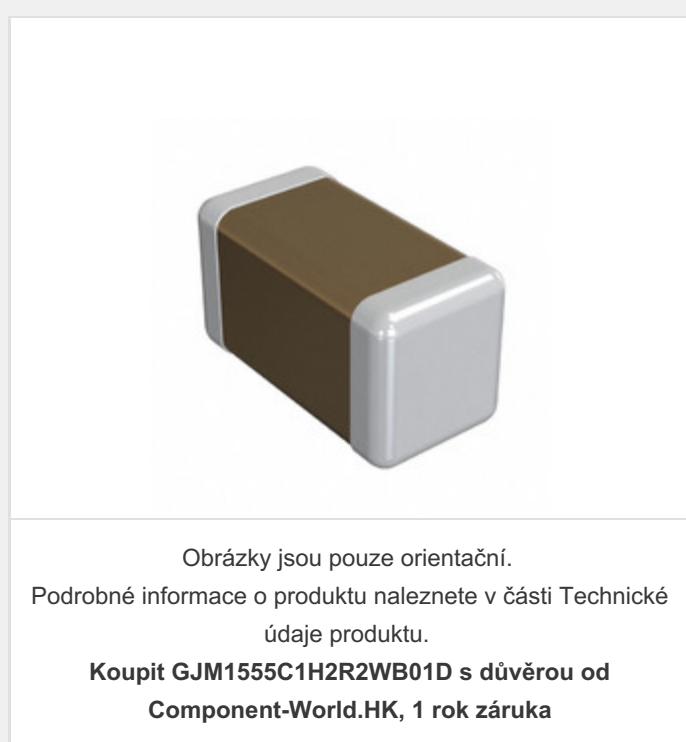 Obrázky jsou pouze orientační.
Podrobné informace o produktu naleznete v části Technické
údaje produktu.
Koupit GJM1555C1H2R2WB01D s důvěrou od
Component-World.HK, 1 rok záruka